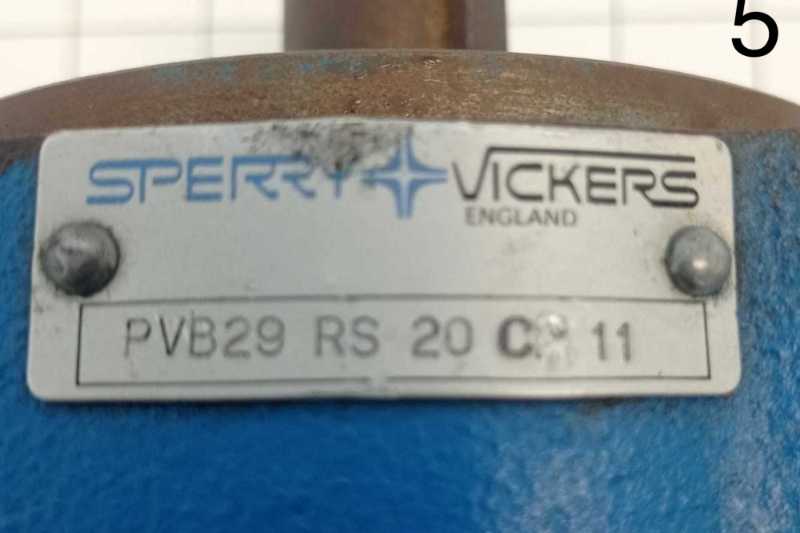 5
SPERRY VICKERS
ENGLAND
PVB29 RS 20 C 11